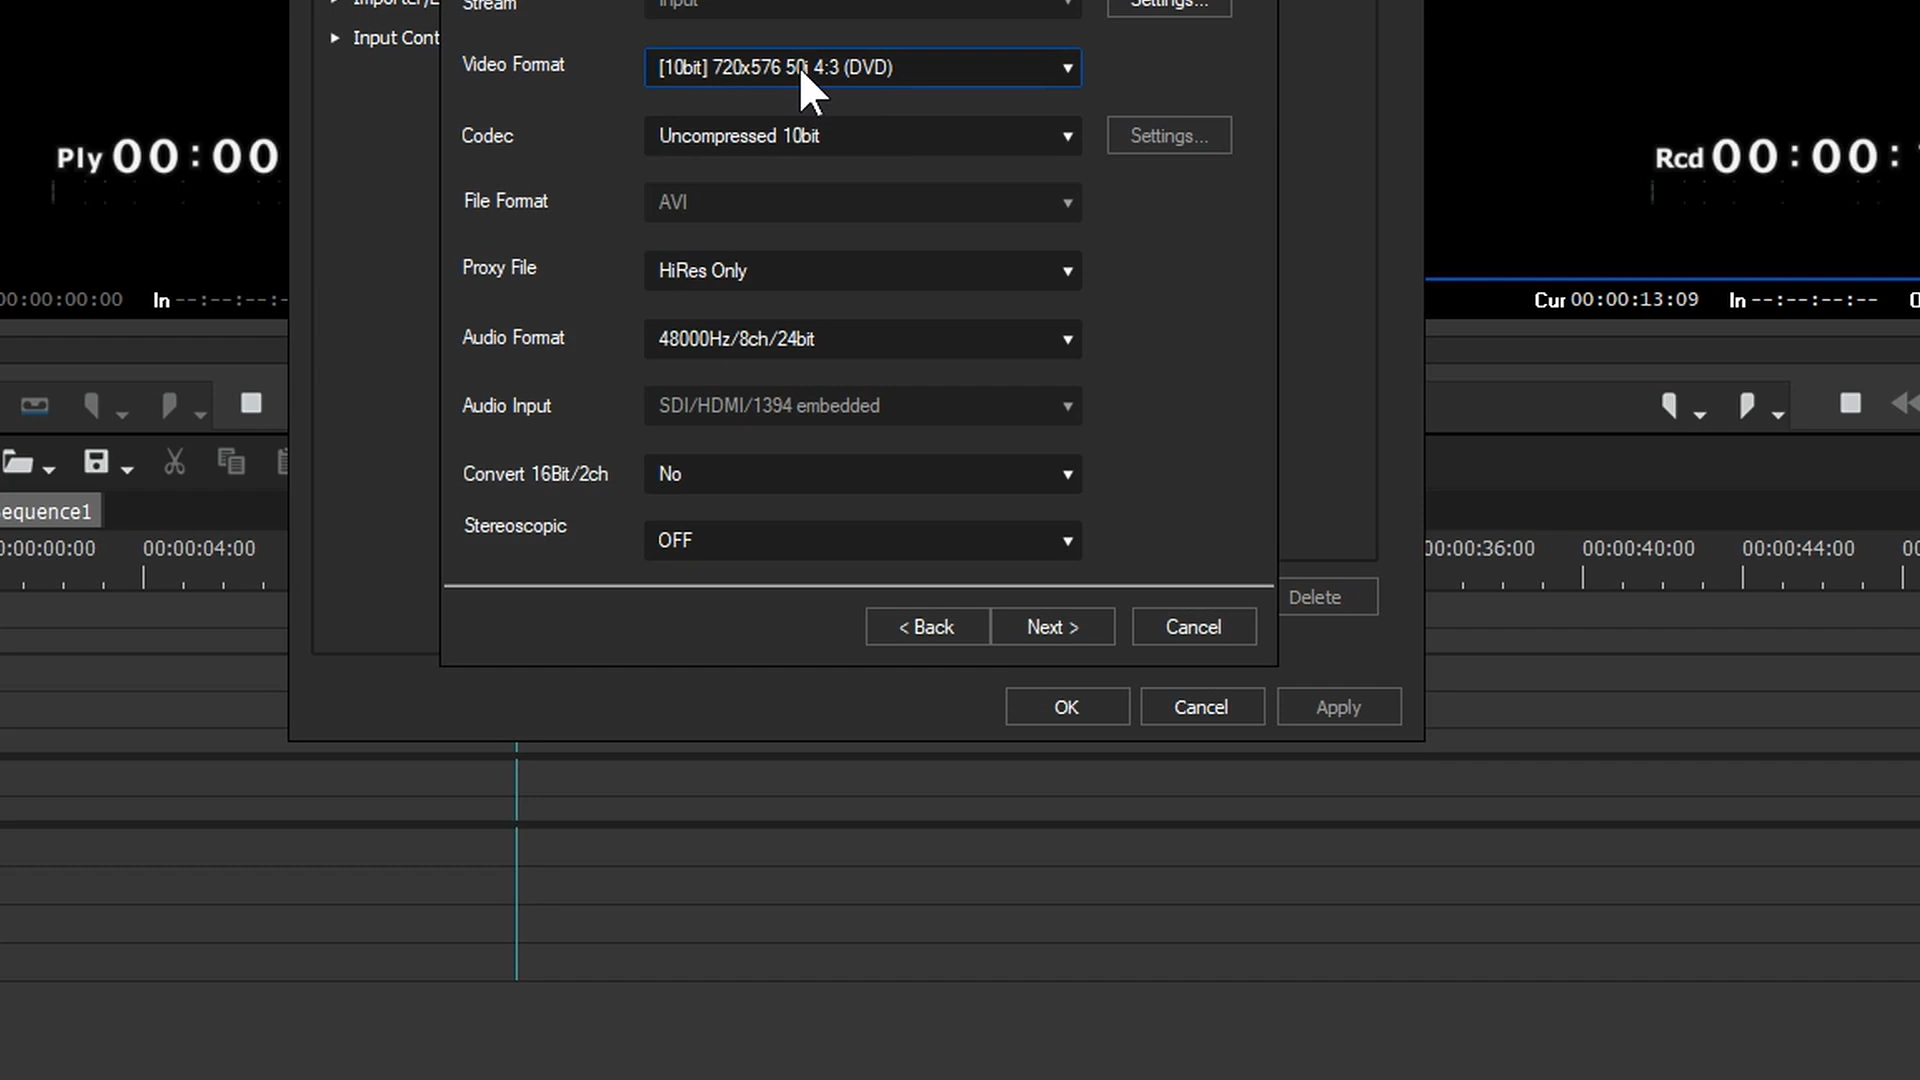 Stream Input Settings...
Input Cont
Video Format [10bit] 720x576 50i 4:3 (DVD)
Codec Uncompressed 10bit Settings...
Ply 00:00
Rcd 00:00:
File Format AVI
Proxy File HiRes Only
00:00:00:00 In --:--:--:-
Cur 00:00:13:09 In --:--:--:--
Audio Format 48000Hz/8ch/24bit
Audio Input SDI/HDMI/1394 embedded
Convert 16Bit/2ch No
equence1
Stereoscopic OFF
0:00:00:00 00:00:04:00 00:00:36:00 00:00:40:00 00:00:44:00
Delete
< Back Next > Cancel
OK Cancel Apply